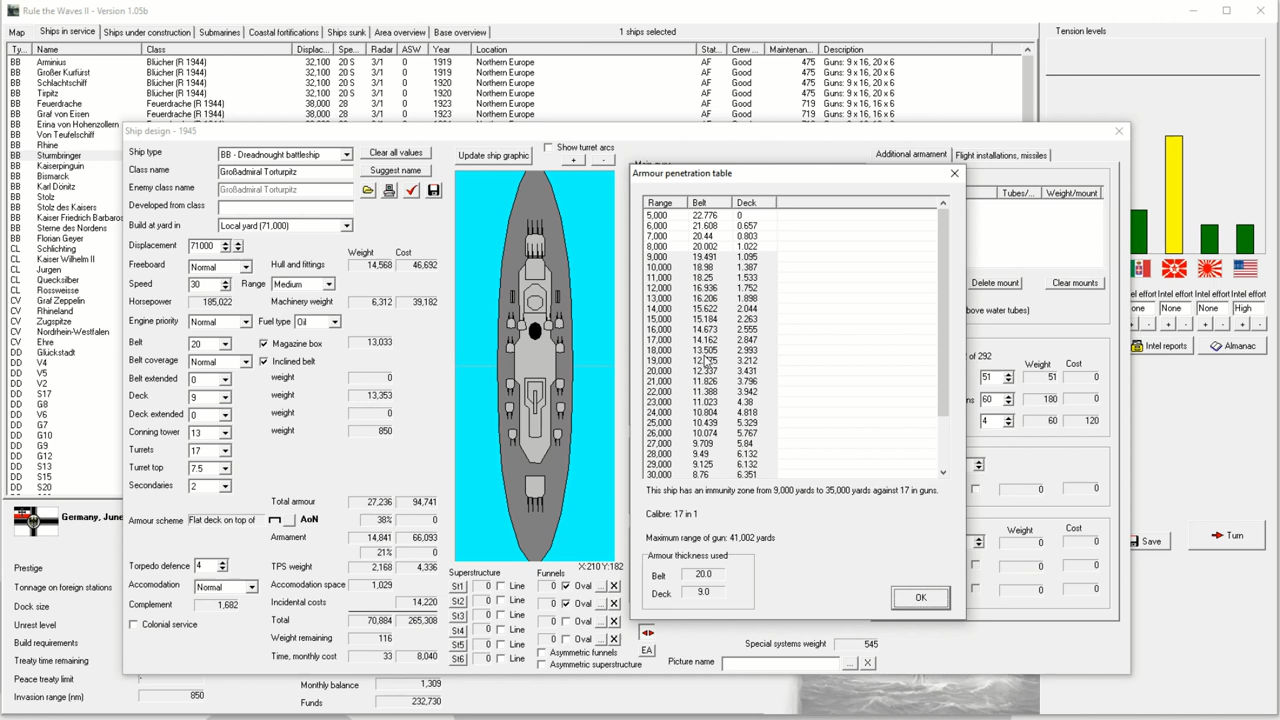 Rule the Waves II - Version 1.05b
Map Ships in service Ships under construction Submarines Coastal fortifications Ships sunk Area overview Base overview 1 ships selected
Ty... Name Class Displac... Spe... Radar ASW Year Location Stat... Crew ... Maintenan... Description
BB Arminius Blücher (R 1944) 32,100 20 S 3/1 0 1919 Northern Europe AF Good 475 Guns: 9 x 16, 20 x 6
BB Großer Kurfürst Blücher (R 1944) 32,100 20 S 3/1 0 1919 Northern Europe AF Good 475 Guns: 9 x 16, 20 x 6
BB Schlachtschiff Blücher (R 1944) 32,100 20 S 3/1 0 1920 Northern Europe AF Good 475 Guns: 9 x 16, 20 x 6
BB Tirpitz Blücher (R 1944) 32,100 20 S 3/1 0 1920 Northern Europe AF Good 475 Guns: 9 x 16, 20 x 6
BB Feuerdrache Feuerdrache (R 1944) 38,000 28 3/1 0 1923 Northern Europe AF Good 719 Guns: 9 x 16, 16 x 6
BB Graf von Eisen Feuerdrache (R 1944) 38,000 28 3/1 0 1923 Northern Europe AF Good 719 Guns: 9 x 16, 16 x 6
BB Erina von Hohenzollern
BB Von Teufelschiff
BB Rhine
BB Sturmbringer
BB Kaiserpinguin
BB Bismarck
BB Karl Dönitz
BB Stolz
BB Stolz des Kaisers
BB Kaiser Friedrich Barbaros
BB Sterne des Nordens
BB Florian Geyer
CL Schlichting
CL Kaiser Wilhelm II
CL Jurgen
CL Quecksilber
CL Resistance
CV Graf Zeppelin
CV Rhineland
CV Zugspitze
CV Nordrhein-Westfalen
CV Erre
DD Glückstadt
DD V4
DD V2
DD S17
DD G8
DD V6
DD G10
DD G9
DD S13
DD S15
DD S20
Tension levels
Ship design - 1945
Ship type BB - Dreadnought battleship Clear all values
Class name Großadmiral Torturpitz Suggest name
Enemy class name Großadmiral Torturpitz
Developed from class
Build at yard in Local yard (71,000)
Displacement 71000 Weight Cost
Freeboard Normal Hull and fittings 14,568 46,692
Speed 30 Range Medium
Horsepower 185,022 Machinery weight 6,312 39,182
Engine priority Normal Fuel type Oil
Belt 20 Magazine box 13,033
Belt coverage Normal Inclined belt
Belt extended 0 weight 0
Deck 9 weight 13,353
Deck extended 0 weight 0
Conning tower 13 weight 850
Turrets 17
Turret top 7.5
Secondaries 2
Total armour 27,236 94,741
Armour scheme Flat deck on top of ... AoN 38% 0
Armament 14,841 66,093
21% 0
Torpedo defence 4 TPS weight 2,168 4,336
Accomodation Normal Accomodation space 1,029
Complement 1,682 Incidental costs 14,220
Colonial service Total 70,884 265,308
Weight remaining 116
Time, monthly cost 33 8,040
Update ship graphic Show turret arcs
+ -
X:210 Y:182
Superstructure Funnels
St1 0 Line 0 Oval ... X
St2 0 Line 0 Oval ... X
St3 0 Line 0 Oval ... X
St4 0 Line 0 Oval ... X
St5 0 Line Asymmetric funnels
St6 0 Line Asymmetric superstructure
EA
Armour penetration table
Range Belt Deck
5,000 22.776 0
6,000 21.608 0.657
7,000 20.44 0.803
8,000 20.002 1.022
9,000 19.491 1.095
10,000 18.98 1.387
11,000 18.25 1.533
12,000 16.936 1.752
13,000 16.206 1.898
14,000 15.622 2.044
15,000 15.184 2.263
16,000 14.673 2.555
17,000 14.162 2.847
18,000 13.505 2.993
19,000 3.212
20,000 12.337 3.431
21,000 11.826 3.796
22,000 11.388 3.942
23,000 11.023 4.38
24,000 10.804 4.818
25,000 10.439 5.329
26,000 10.074 5.767
27,000 9.709 5.84
28,000 9.49 6.132
29,000 9.125 6.132
30,000 8.76 6.351
This ship has an immunity zone from 9,000 yards to 35,000 yards against 17 in guns.
Calibre: 17 in 1
Maximum range of gun: 41,002 yards
Armour thickness used
Belt 20.0
Deck 9.0
OK
Additional armament Flight installations, missiles
Tubes/... Weight/mount
Delete mount Clear mounts
(above water tubes)
of 292 Weight Cost
51 51 0
60 180 0
4 60 120
0 0
Weight Cost
0 0
0 0
Special systems weight 545
Picture name ... X
Intel effort Intel effort Intel effort
None None High
+ - + - + -
Intel reports Almanac
Save Turn
Germany, June
Prestige
Tonnage on foreign stations
Dock size
Unrest level
Build requirements
Treaty time remaining
Peace treaty limit
Invasion range (nm) 850
Monthly balance 1,309
Funds 232,730